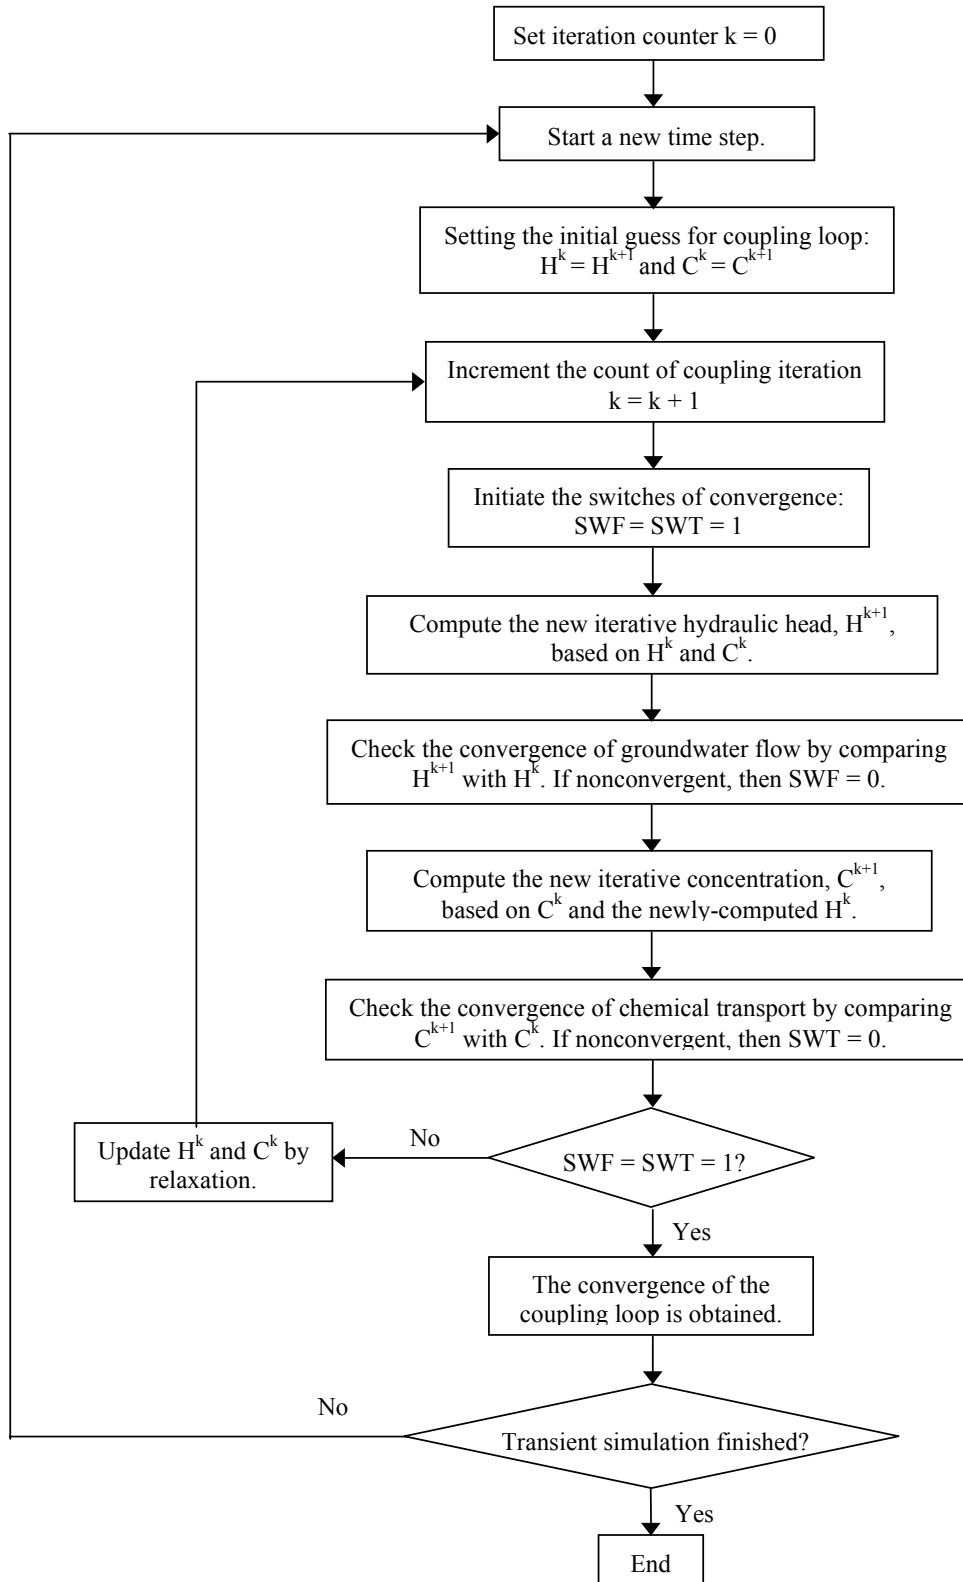 Set iteration counter k = 0
Start a new time step.
Setting the initial guess for coupling loop:
H^k = H^{k+1} and C^k = C^{k+1}
Increment the count of coupling iteration
k = k + 1
Initiate the switches of convergence:
SWF = SWT = 1
Compute the new iterative hydraulic head, H^{k+1},
based on H^k and C^k.
Check the convergence of groundwater flow by comparing
H^{k+1} with H^k. If nonconvergent, then SWF = 0.
Compute the new iterative concentration, C^{k+1},
based on C^k and the newly-computed H^k.
Check the convergence of chemical transport by comparing
C^{k+1} with C^k. If nonconvergent, then SWT = 0.
SWF = SWT = 1?
No
Update H^k and C^k by
relaxation.
Yes
The convergence of the
coupling loop is obtained.
Transient simulation finished?
No
Yes
End